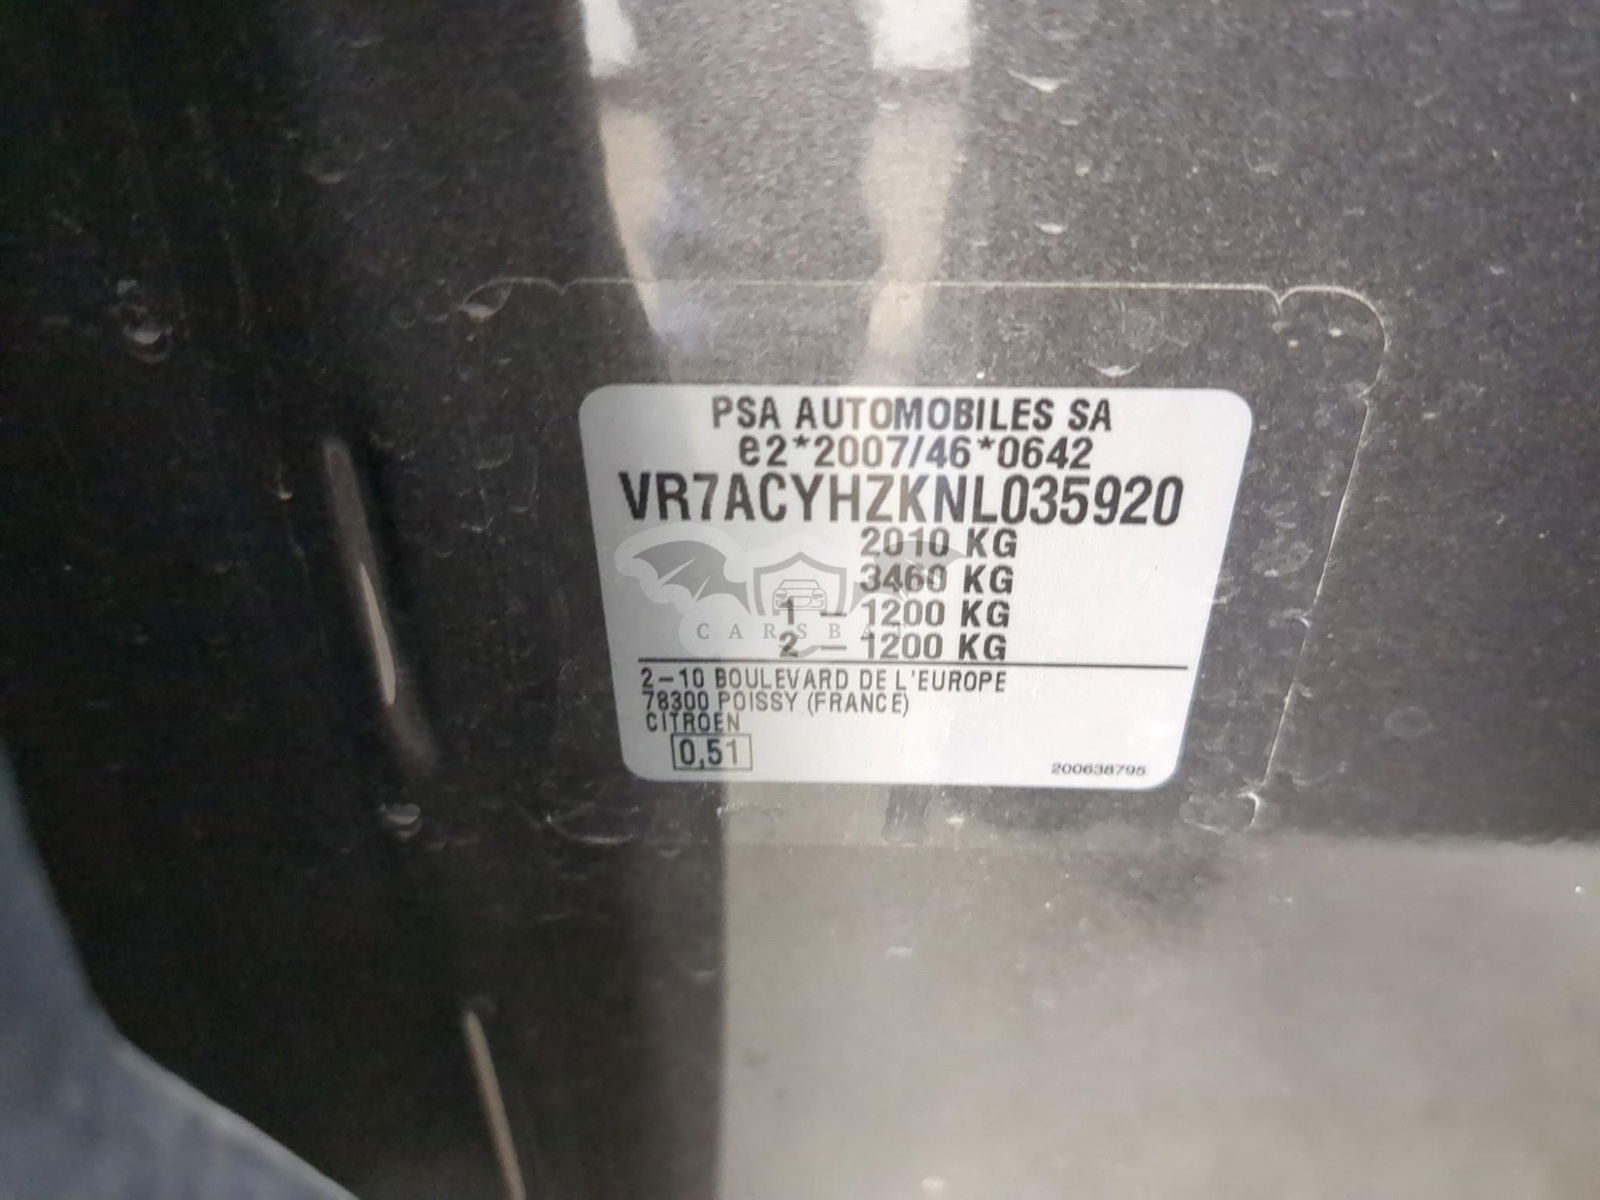 PSA AUTOMOBILES SA
e2*2007/46*0642
VR7ACYHZKNL035920
2010 KG
3460 KG
1 - 1200 KG
2 - 1200 KG
2-10 BOULEVARD DE L'EUROPE
78300 POISSY (FRANCE)
CITROEN
0,51
200638795